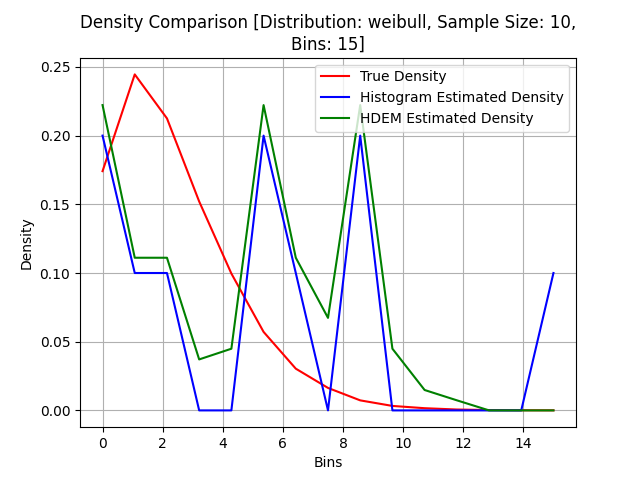 Density Comparison [Distribution: weibull, Sample Size: 10,
Bins: 15]
0.25
0.20
0.15
0.10
0.05
0.00
Density
True Density
Histogram Estimated Density
HDEM Estimated Density
0 2 4 6 8 10 12 14
Bins